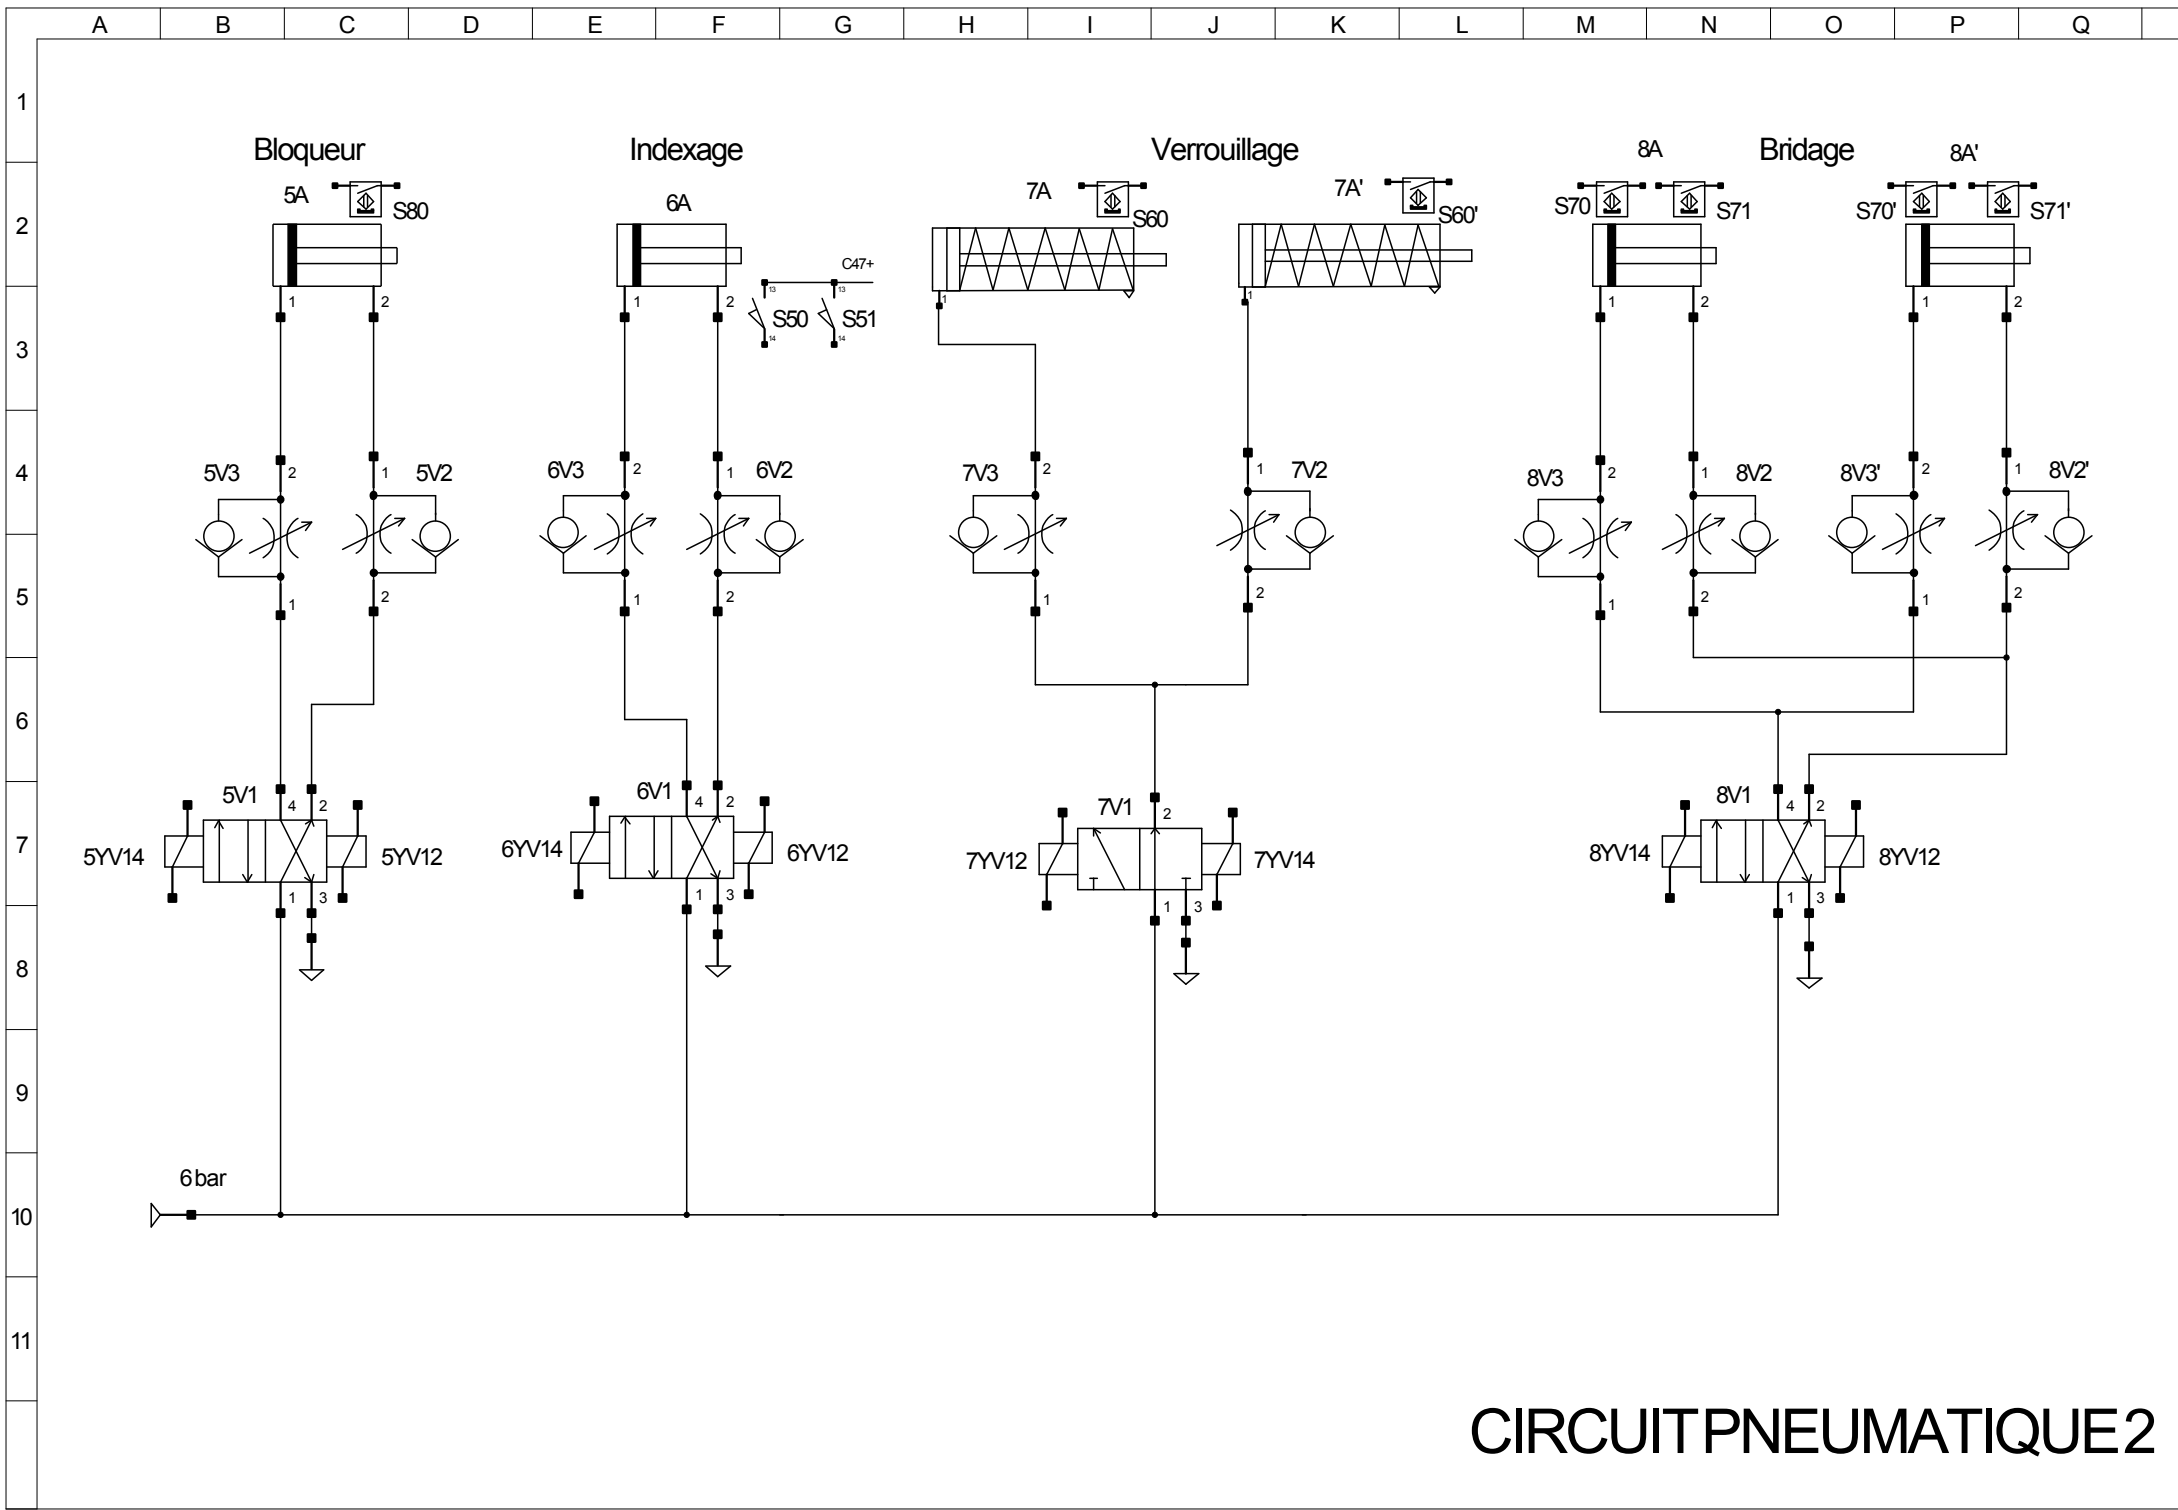 A B C D E F G H I J K L M N O P Q
1
Bloqueur Indexage Verrouillage 8A Bridage 8A'
2
5A S80 6A 7A S60 7A' S60' S70 S71 S70' S71'
C47+
1 2 1 2 13 13 1 1 1 2 1 2
S50 S51
14 14
3
4
5V3 2 1 5V2 6V3 2 1 6V2 7V3 2 1 7V2 8V3 2 1 8V2 8V3' 2 1 8V2'
5
1 2 1 2 1 2 1 2 1 2
6
5V1 4 2 6V1 4 2 7V1 2 8V1 4 2
7
5YV14 5YV12 6YV14 6YV12 7YV12 7YV14 8YV14 8YV12
1 3 1 3 1 3 1 3
8
9
6 bar
10
11
CIRCUIT PNEUMATIQUE 2